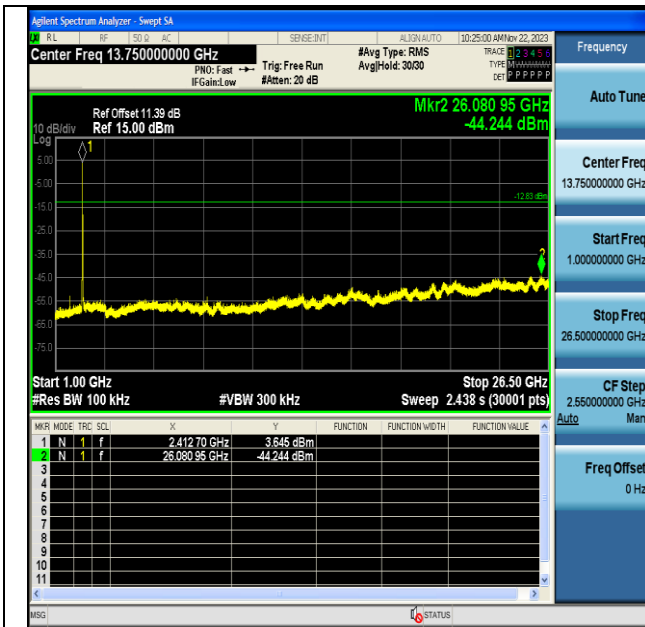 Agilent Spectrum Analyzer - Swept SA
RL RF 50 Ω AC SENSE:INT ALIGN AUTO 10:25:00 AM Nov 22, 2023
Center Freq 13.750000000 GHz
PNO: Fast
IFGain:Low
Trig: Free Run
#Atten: 20 dB
#Avg Type: RMS
Avg|Hold: 30/30
TRACE 1 2 3 4 5 6
TYPE M
DET P P P P P P
Frequency
Auto Tune
Center Freq
13.750000000 GHz
Start Freq
1.000000000 GHz
Stop Freq
26.500000000 GHz
CF Step
2.550000000 GHz
Auto Man
Freq Offset
0 Hz
Mkr2 26.080 95 GHz
-44.244 dBm
Ref Offset 11.39 dB
10 dB/div Ref 15.00 dBm
Log
1
5.00
-5.00
-12.83 dBm
-15.0
-25.0
-35.0
2
-45.0
-55.0
-65.0
-75.0
Start 1.00 GHz Stop 26.50 GHz
#Res BW 100 kHz #VBW 300 kHz Sweep 2.438 s (30001 pts)
MKR MODE TRC SCL X Y FUNCTION FUNCTION WIDTH FUNCTION VALUE
1 N 1 f 2.412 70 GHz 3.645 dBm
2 N 1 f 26.080 95 GHz -44.244 dBm
3
4
5
6
7
8
9
10
11
MSG STATUS